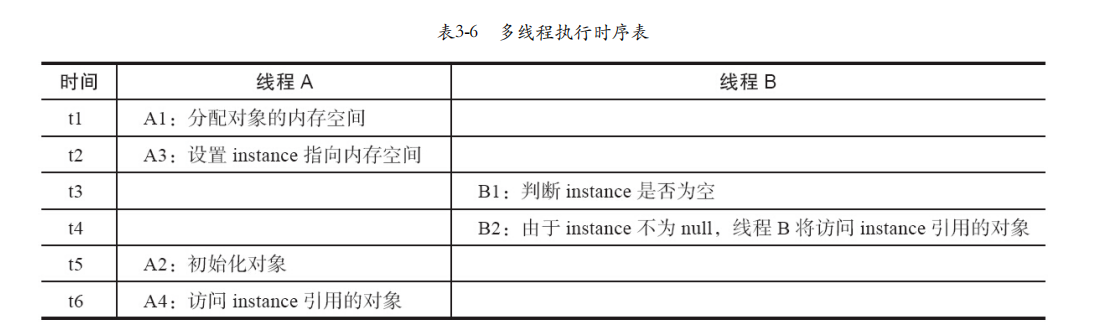 表3-6 多线程执行时序表
时间 线程 A 线程 B
t1 A1：分配对象的内存空间
t2 A3：设置 instance 指向内存空间
t3 B1：判断 instance 是否为空
t4 B2：由于 instance 不为 null，线程 B 将访问 instance 引用的对象
t5 A2：初始化对象
t6 A4：访问 instance 引用的对象